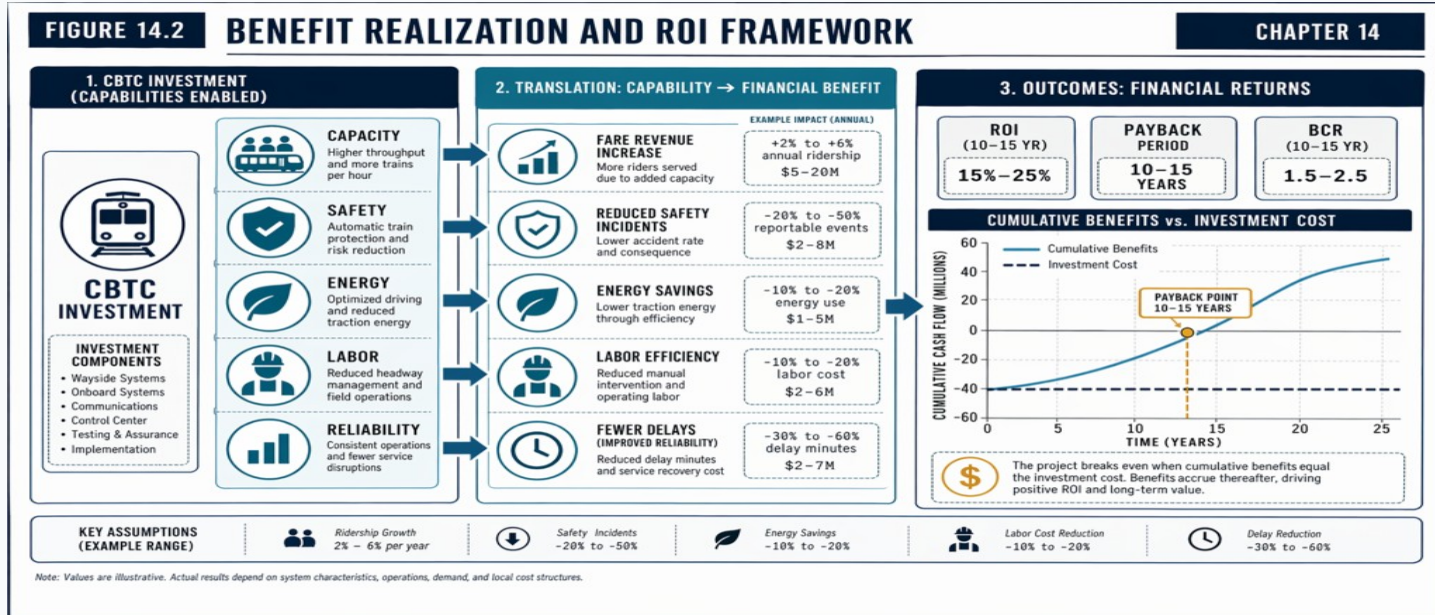 FIGURE 14.2
BENEFIT REALIZATION AND ROI FRAMEWORK
CHAPTER 14
1. CBTC INVESTMENT
(CAPABILITIES ENABLED)
CBTC
INVESTMENT
INVESTMENT
COMPONENTS
• Wayside Systems
• Onboard Systems
• Communications
• Control Center
• Testing & Assurance
• Implementation
CAPACITY
Higher throughput
and more trains
per hour
SAFETY
Automatic train
protection and
risk reduction
ENERGY
Optimized driving
and reduced
traction energy
LABOR
Reduced headway
management and
field operations
RELIABILITY
Consistent operations
and fewer service
disruptions
2. TRANSLATION: CAPABILITY → FINANCIAL BENEFIT
EXAMPLE IMPACT (ANNUAL)
FARE REVENUE
INCREASE
More riders served
due to added capacity
+2% to +6%
annual ridership
$5–20M
REDUCED SAFETY
INCIDENTS
Lower accident rate
and consequence
-20% to -50%
reportable events
$2–8M
ENERGY SAVINGS
Lower traction energy
through efficiency
-10% to -20%
energy use
$1–5M
LABOR EFFICIENCY
Reduced manual
intervention and
operating labor
-10% to -20%
labor cost
$2–6M
FEWER DELAYS
(IMPROVED RELIABILITY)
Reduced delay minutes
and service recovery cost
-30% to -60%
delay minutes
$2–7M
3. OUTCOMES: FINANCIAL RETURNS
ROI
(10–15 YR)
15%–25%
PAYBACK
PERIOD
10–15
YEARS
BCR
(10–15 YR)
1.5–2.5
CUMULATIVE BENEFITS vs. INVESTMENT COST
CUMULATIVE CASH FLOW (MILLIONS)
60
40
20
0
-20
-40
-60
Cumulative Benefits
Investment Cost
PAYBACK POINT
10–15 YEARS
0 5 10 15 20 25
TIME (YEARS)
$
The project breaks even when cumulative benefits equal
the investment cost. Benefits accrue thereafter, driving
positive ROI and long-term value.
KEY ASSUMPTIONS
(EXAMPLE RANGE)
Ridership Growth
2% – 6% per year
Safety Incidents
-20% to -50%
Energy Savings
-10% to -20%
Labor Cost Reduction
-10% to -20%
Delay Reduction
-30% to -60%
Note: Values are illustrative. Actual results depend on system characteristics, operations, demand, and local cost structures.